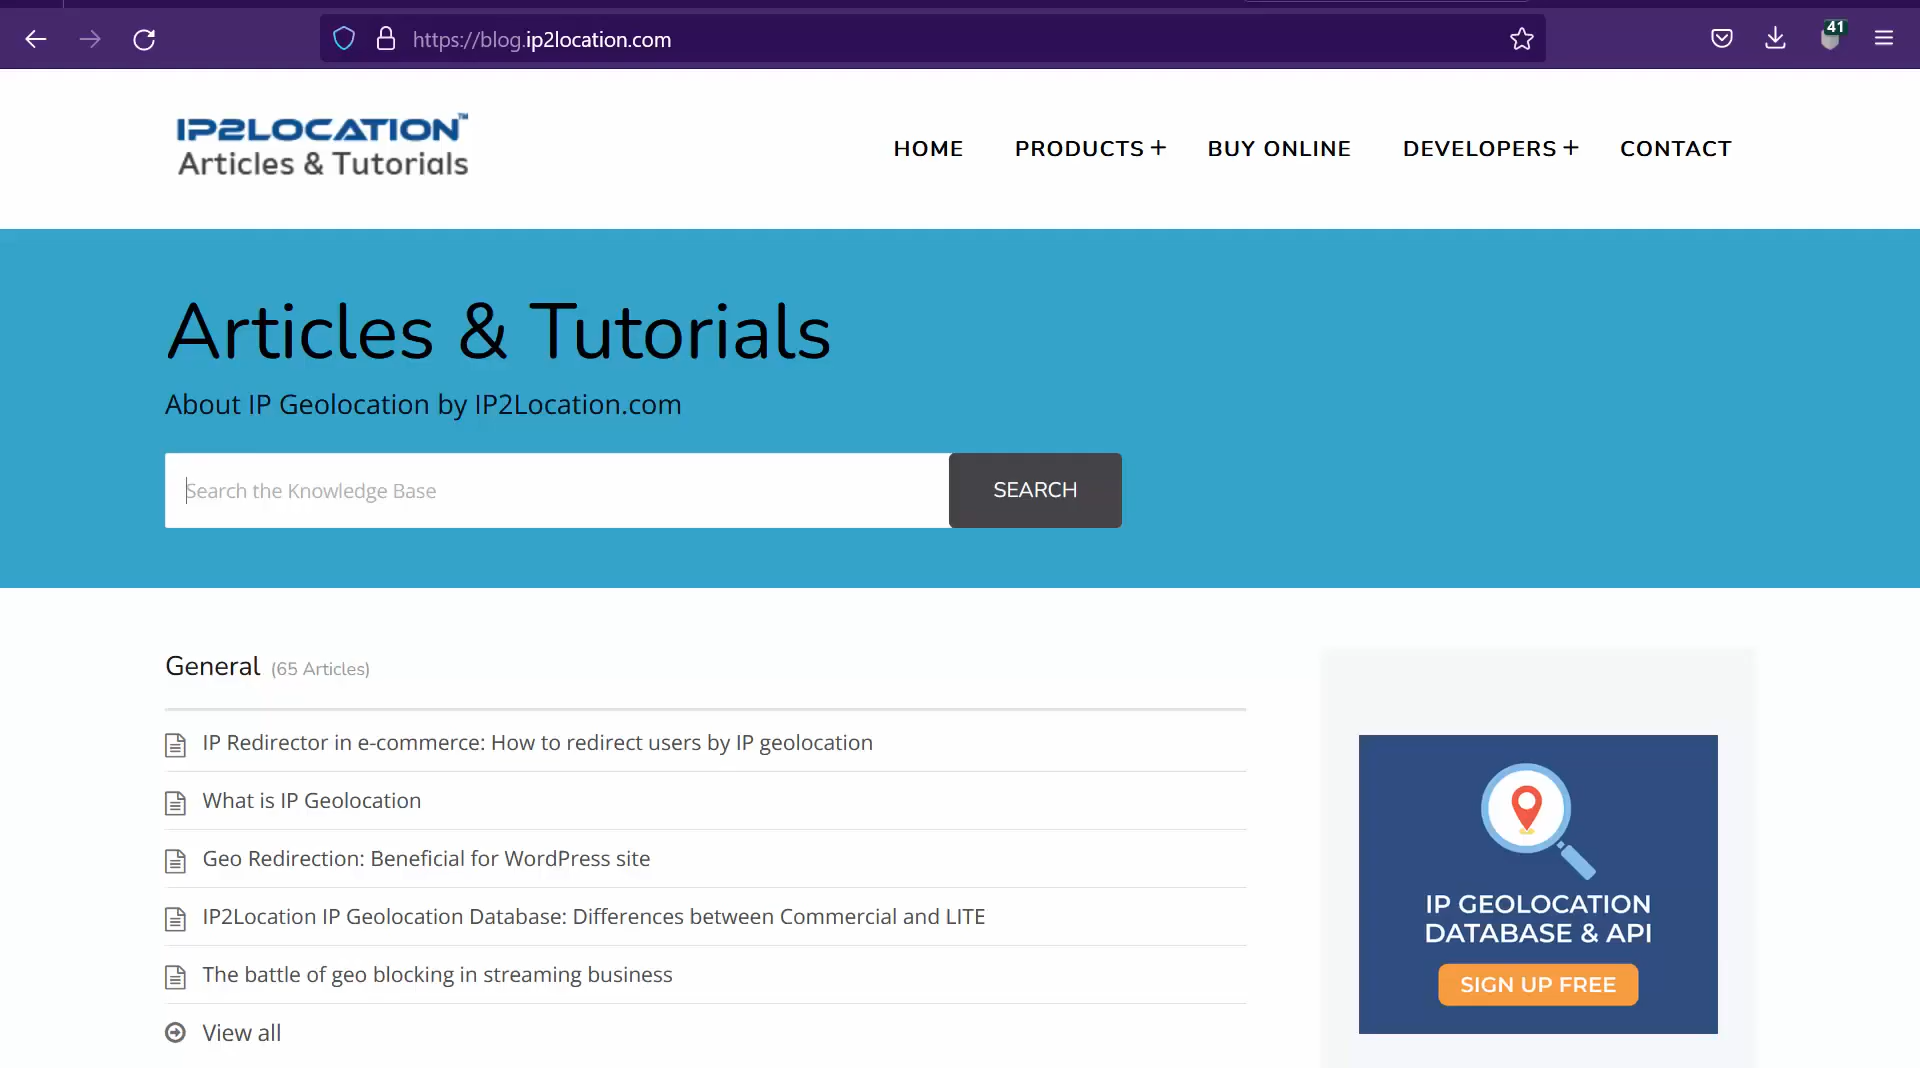 https://blog.ip2location.com
41
IP2LOCATION™
Articles & Tutorials
HOME
PRODUCTS +
BUY ONLINE
DEVELOPERS +
CONTACT
Articles & Tutorials
About IP Geolocation by IP2Location.com
Search the Knowledge Base
SEARCH
General (65 Articles)
IP Redirector in e-commerce: How to redirect users by IP geolocation
What is IP Geolocation
Geo Redirection: Beneficial for WordPress site
IP2Location IP Geolocation Database: Differences between Commercial and LITE
The battle of geo blocking in streaming business
View all
IP GEOLOCATION
DATABASE & API
SIGN UP FREE